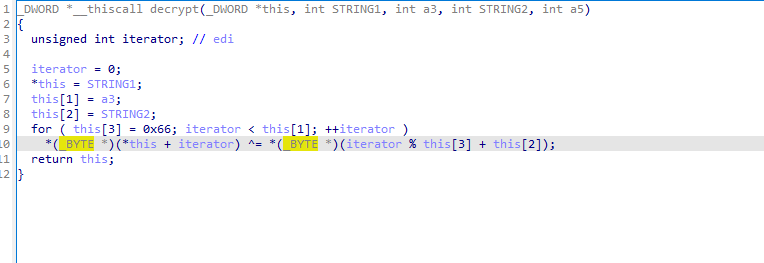 1 _DWORD *__thiscall decrypt(_DWORD *this, int STRING1, int a3, int STRING2, int a5)
2 {
3 unsigned int iterator; // edi
4
5 iterator = 0;
6 *this = STRING1;
7 this[1] = a3;
8 this[2] = STRING2;
9 for ( this[3] = 0x66; iterator < this[1]; ++iterator )
10 *(_BYTE *)(*this + iterator) ^= *(_BYTE *)(iterator % this[3] + this[2]);
11 return this;
12 }